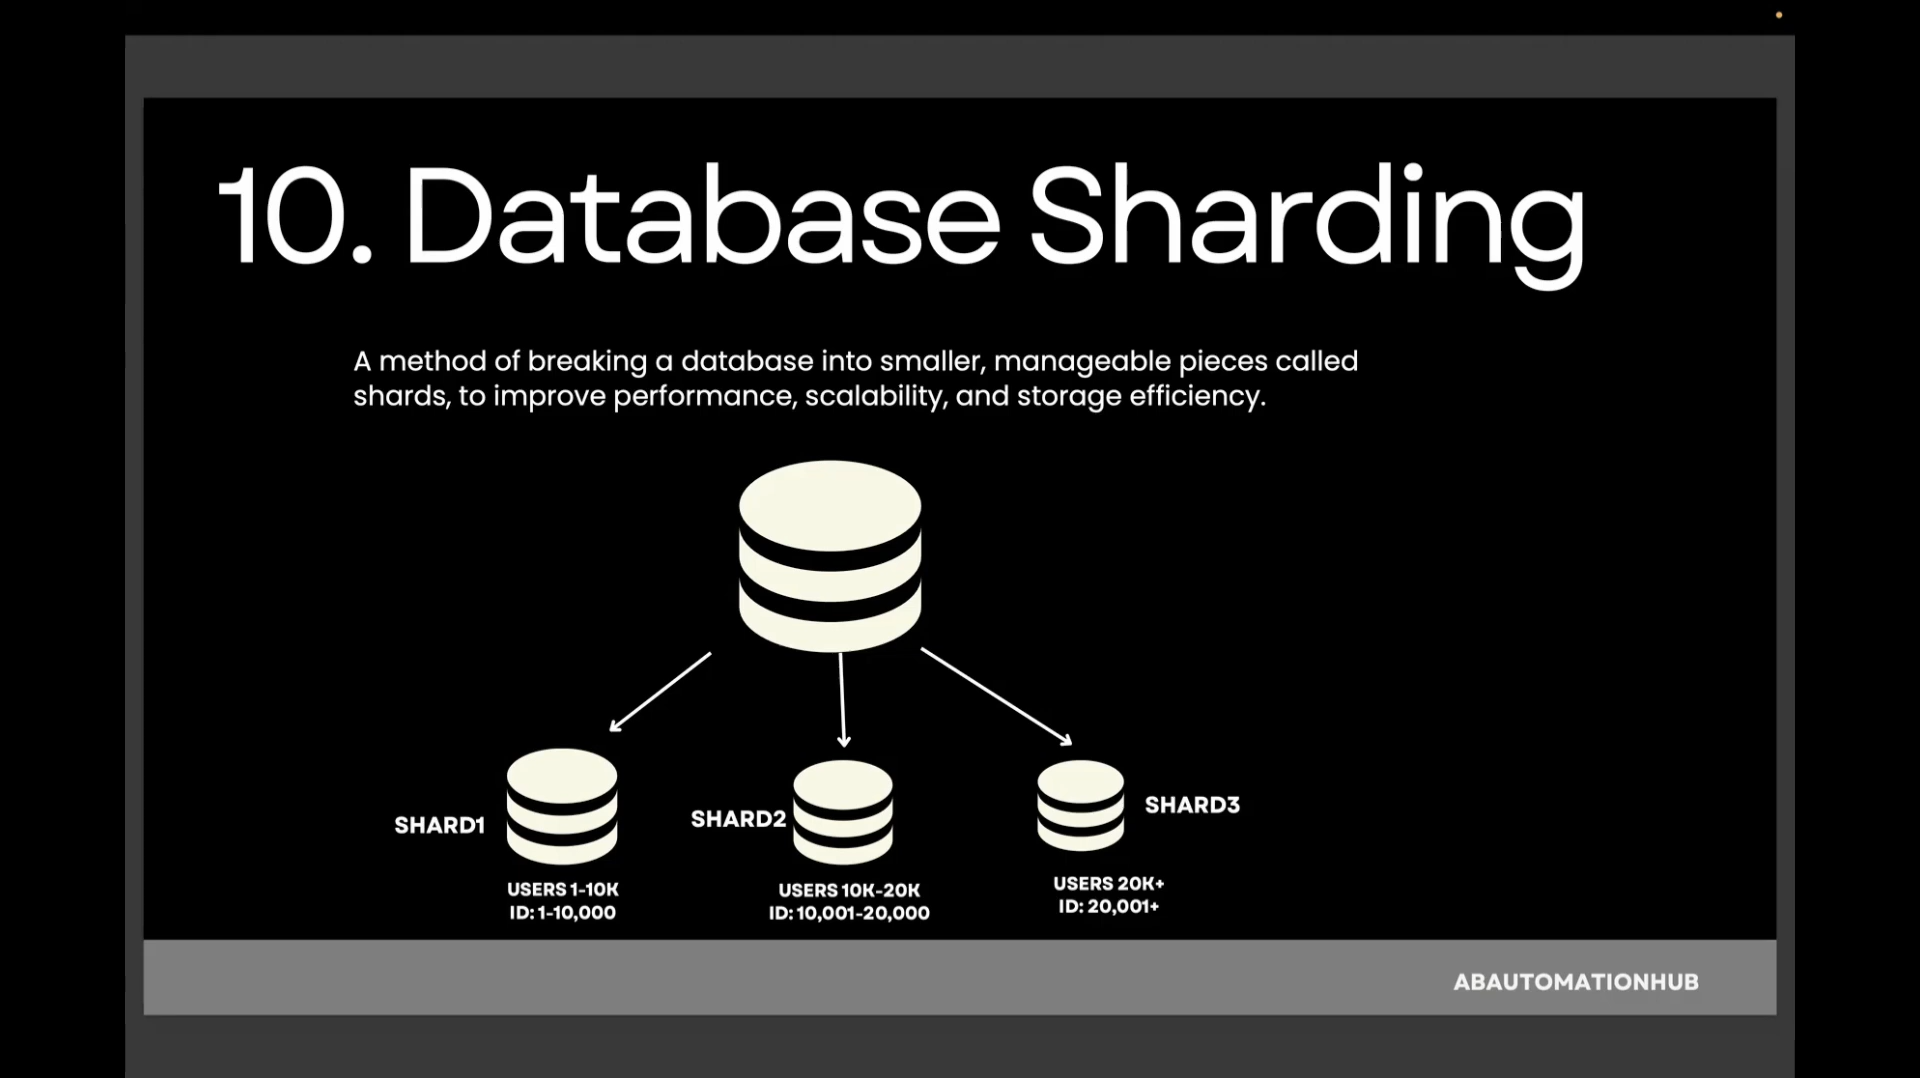 10. Database Sharding
A method of breaking a database into smaller, manageable pieces called
shards, to improve performance, scalability, and storage efficiency.
SHARD1
SHARD2
SHARD3
USERS 1-10K
ID: 1-10,000
USERS 10K-20K
ID: 10,001-20,000
USERS 20K+
ID: 20,001+
ABAUTOMATIONHUB